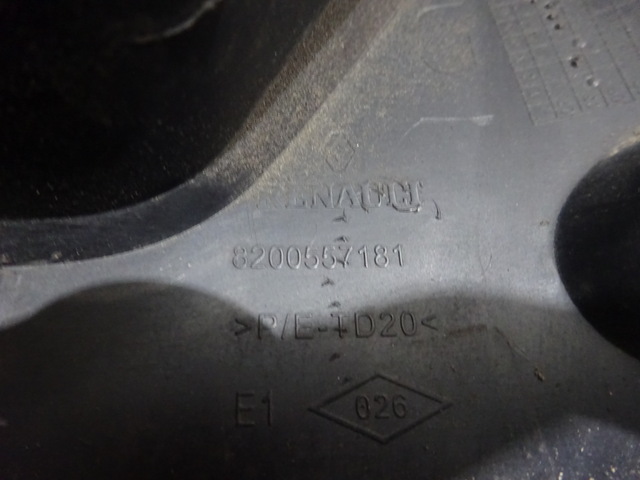 RENAULT
8200557181
>P/E-TD20<
E1 026